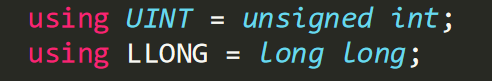 using UINT = unsigned int;
using LLONG = long long;